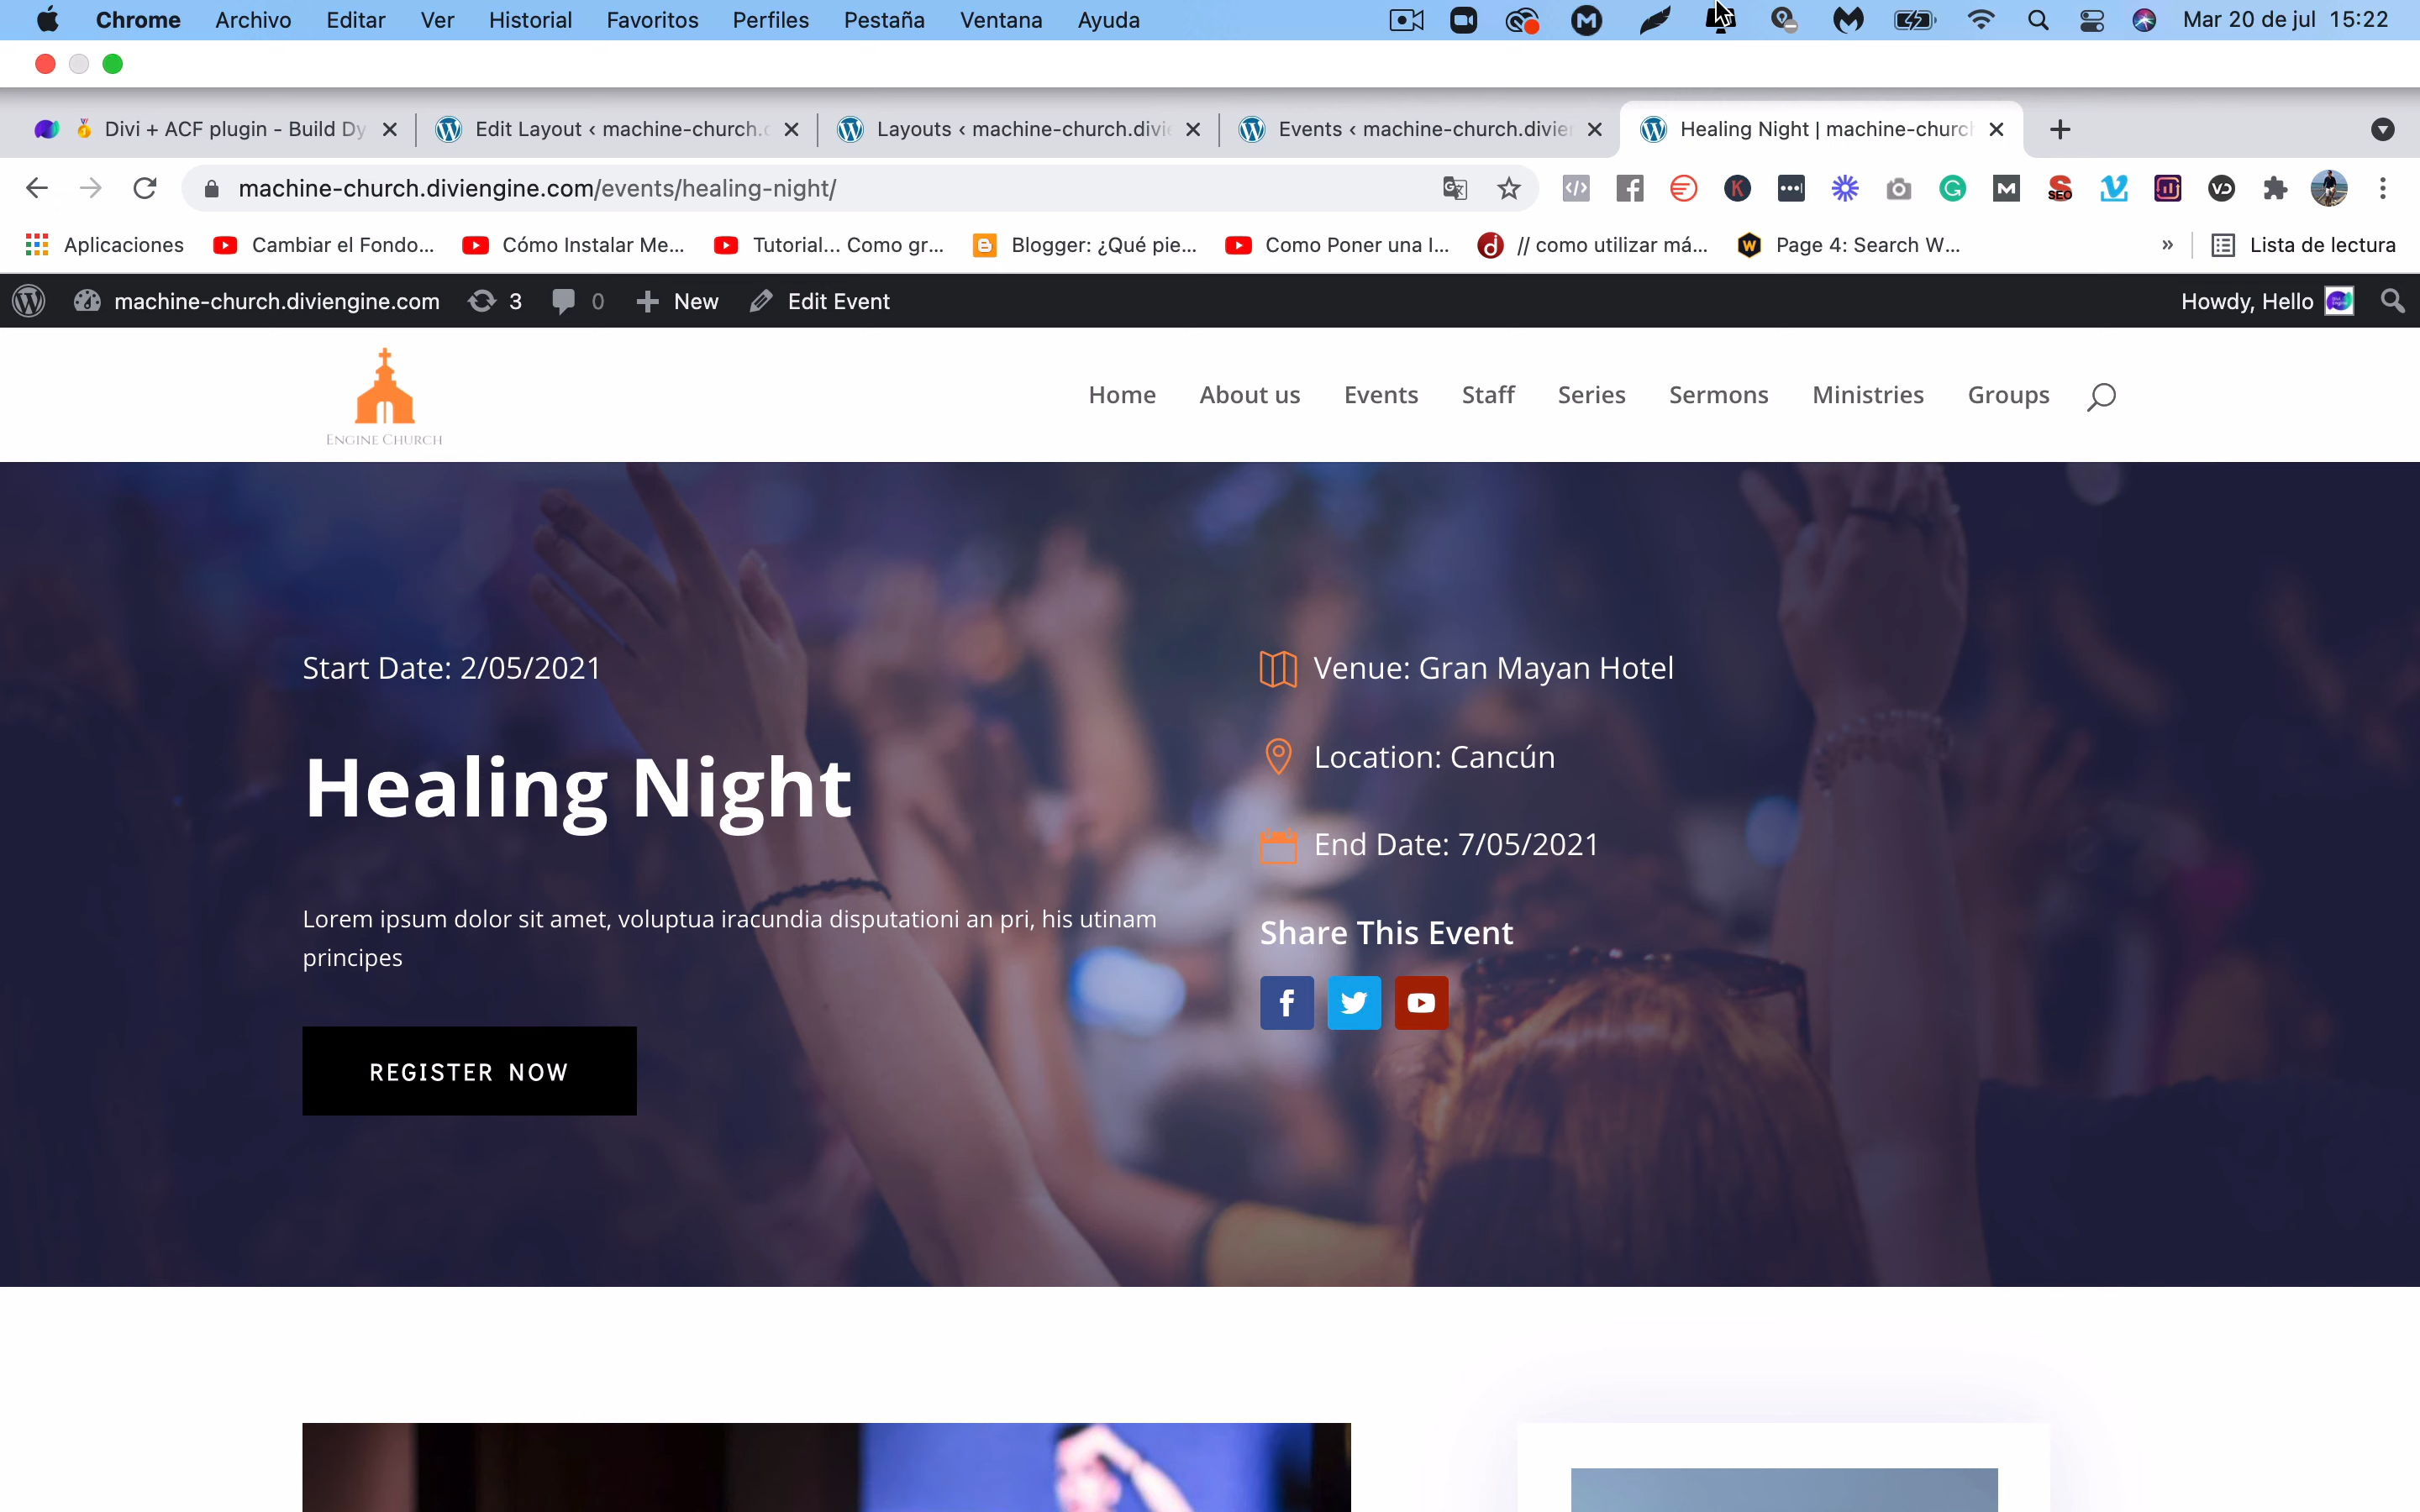 Chrome Archivo Editar Ver Historial Favoritos Perfiles Pestaña Ventana Ayuda Mar 20 de jul 15:22
Divi + ACF plugin - Build Dy
Edit Layout ‹ machine-church.
Layouts ‹ machine-church.divi
Events ‹ machine-church.divie
Healing Night | machine-churc
machine-church.diviengine.com/events/healing-night/
Aplicaciones Cambiar el Fondo... Cómo Instalar Me... Tutorial... Como gr... Blogger: ¿Qué pie... Como Poner una I... // como utilizar má... Page 4: Search W... » Lista de lectura
machine-church.diviengine.com 3 0 New Edit Event Howdy, Hello
ENGINE CHURCH
Home About us Events Staff Series Sermons Ministries Groups
Start Date: 2/05/2021
Healing Night
Lorem ipsum dolor sit amet, voluptua iracundia disputationi an pri, his utinam
principes
REGISTER NOW
Venue: Gran Mayan Hotel
Location: Cancún
End Date: 7/05/2021
Share This Event